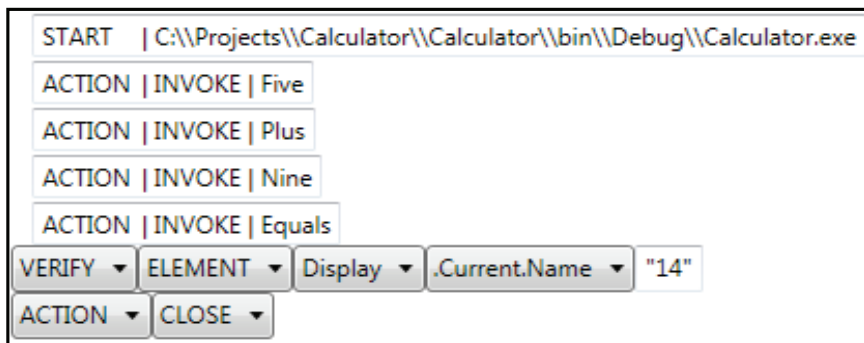 START | C:\\Projects\\Calculator\\Calculator\\bin\\Debug\\Calculator.exe
ACTION | INVOKE | Five
ACTION | INVOKE | Plus
ACTION | INVOKE | Nine
ACTION | INVOKE | Equals
VERIFY ELEMENT Display .Current.Name "14"
ACTION CLOSE